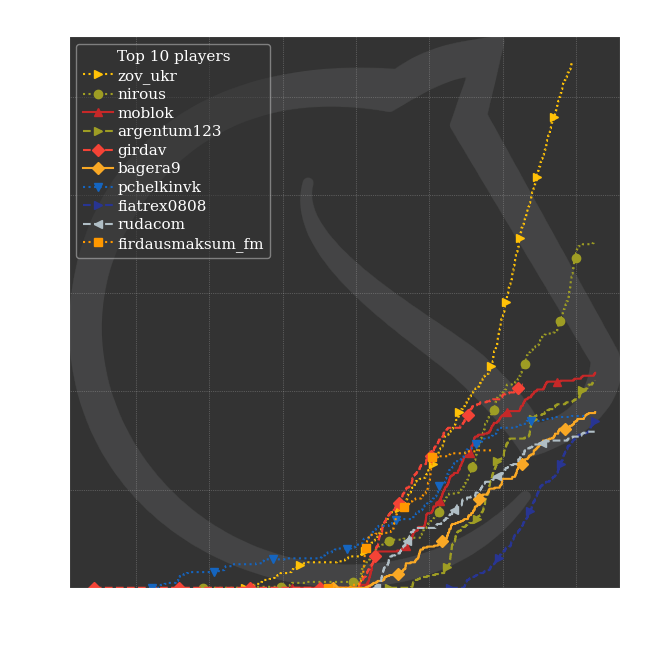 Top 10 players
zov_ukr
nirous
moblok
argentum123
girdav
bagera9
pchelkinvk
fiatrex0808
rudacom
firdausmaksum_fm